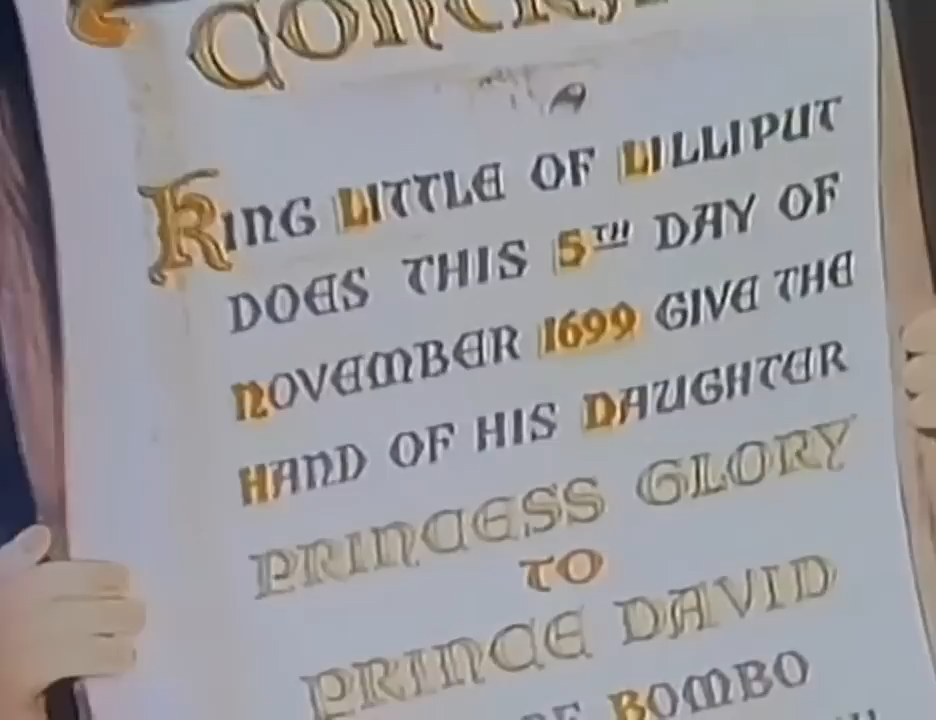 KING LITTLE OF LILLIPUT
DOES THIS 5TH DAY OF
NOVEMBER 1699 GIVE THE
HAND OF HIS DAUGHTER
PRINCESS GLORY
TO
PRINCE DAVID
OF BOMBO